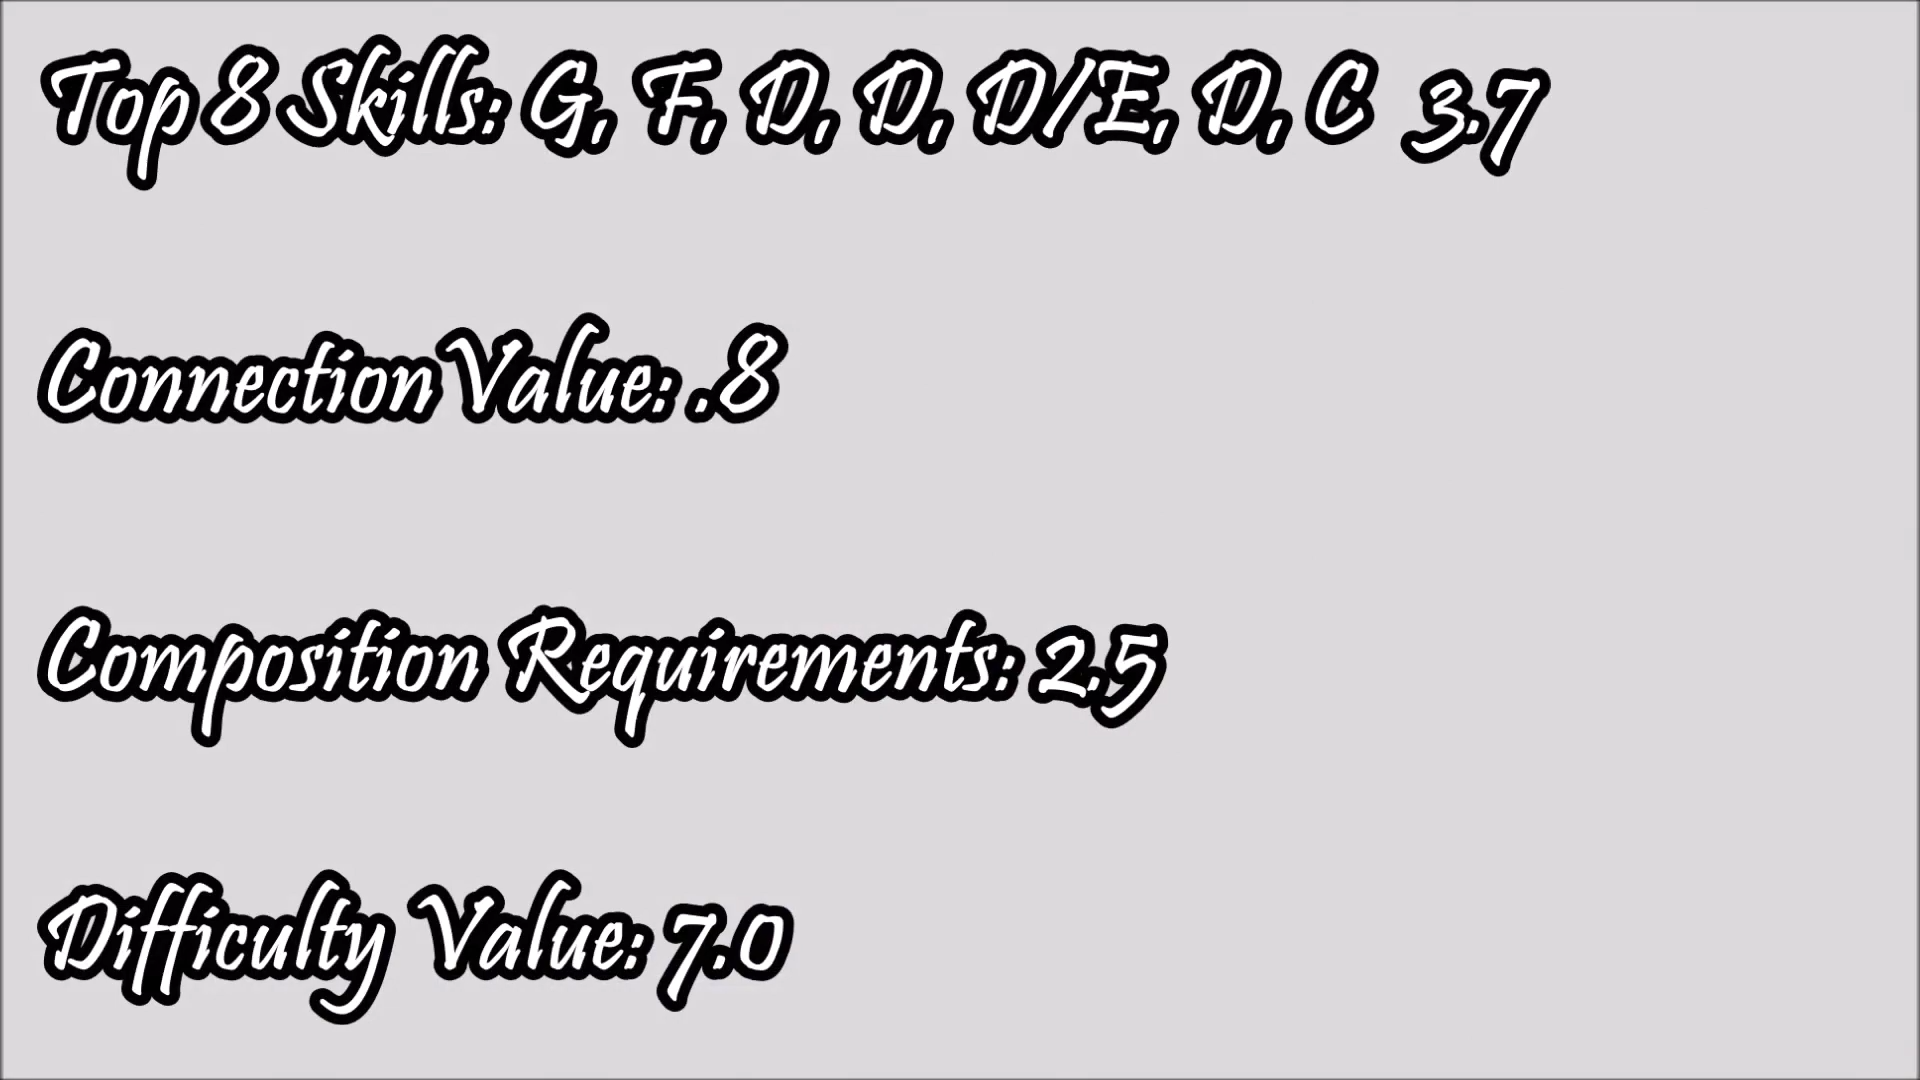 Top 8 Skills: G, F, D, D, D/E, D, C 3.7
Connection Value: .8
Composition Requirements: 2.5
Difficulty Value: 7.0